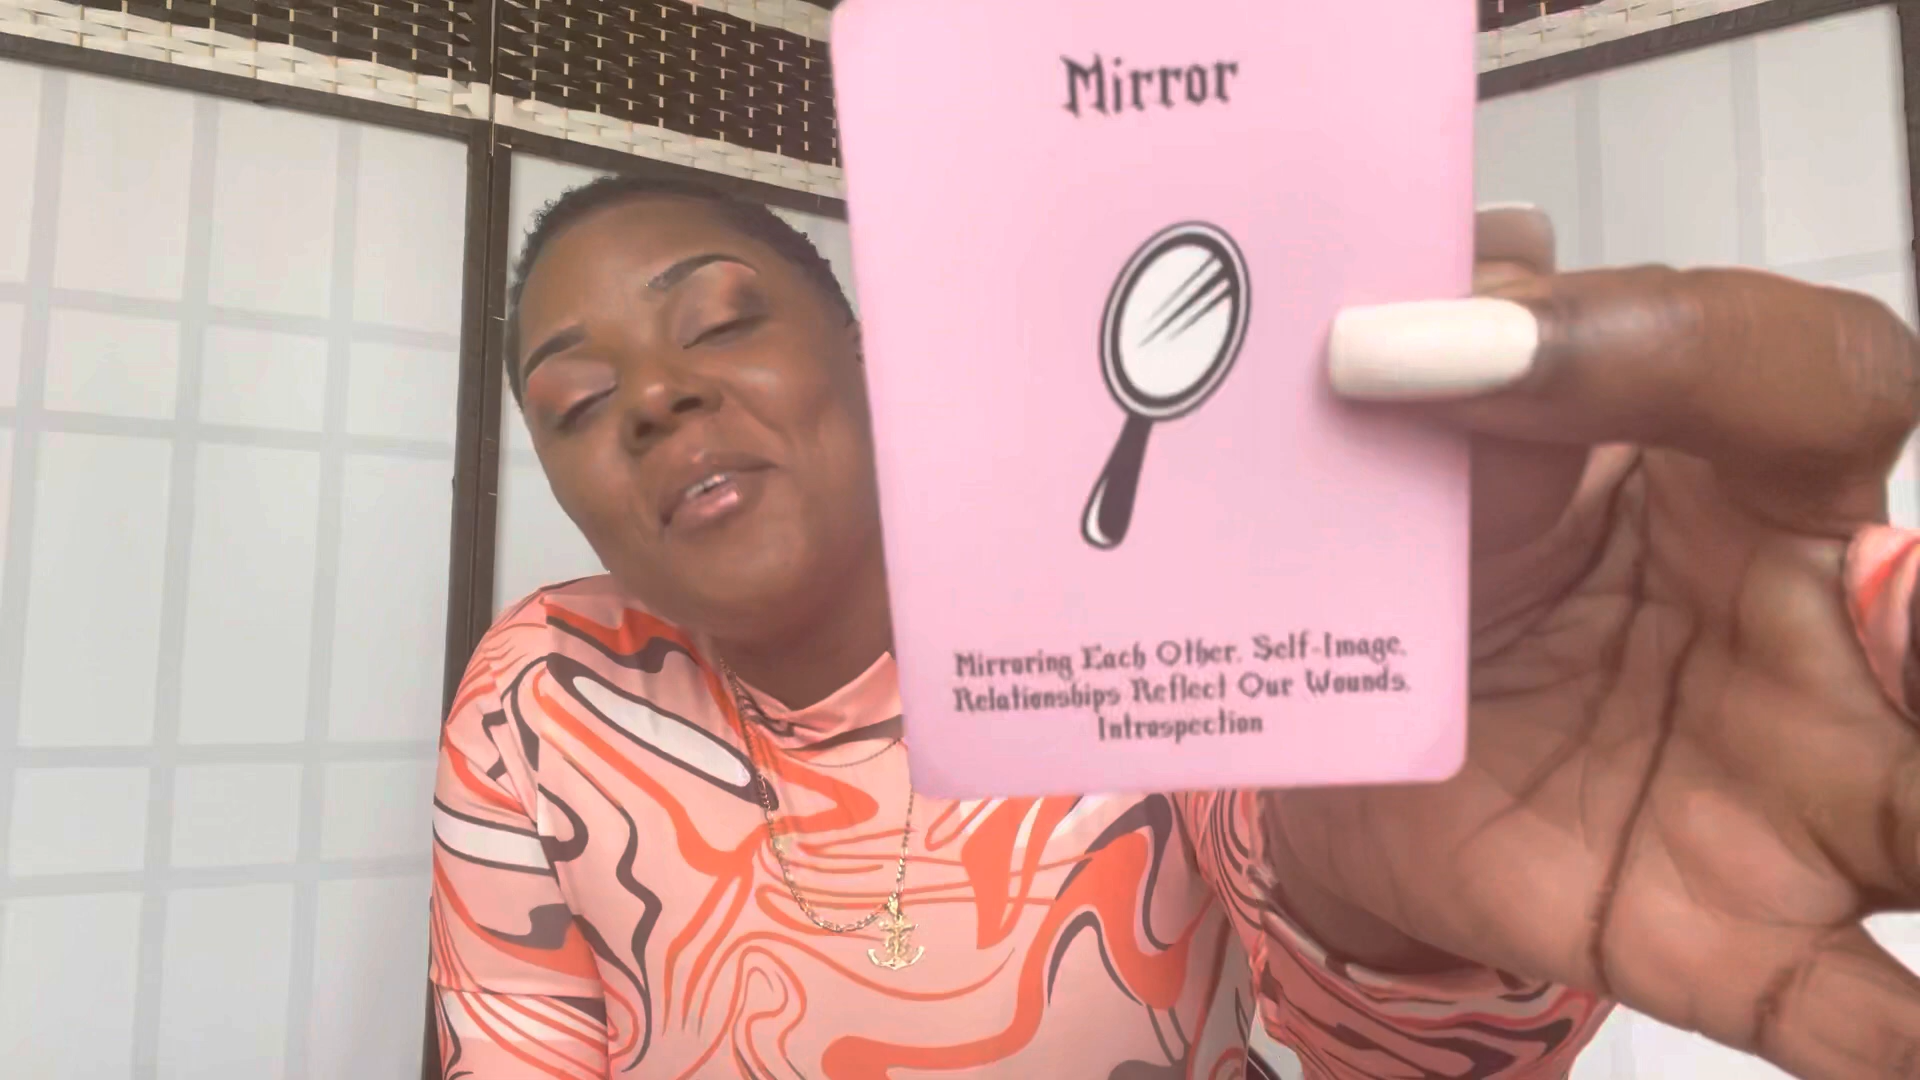 Mirror
Mirroring Each Other. Self-Image.
Relationships Reflect Our Wounds.
Introspection